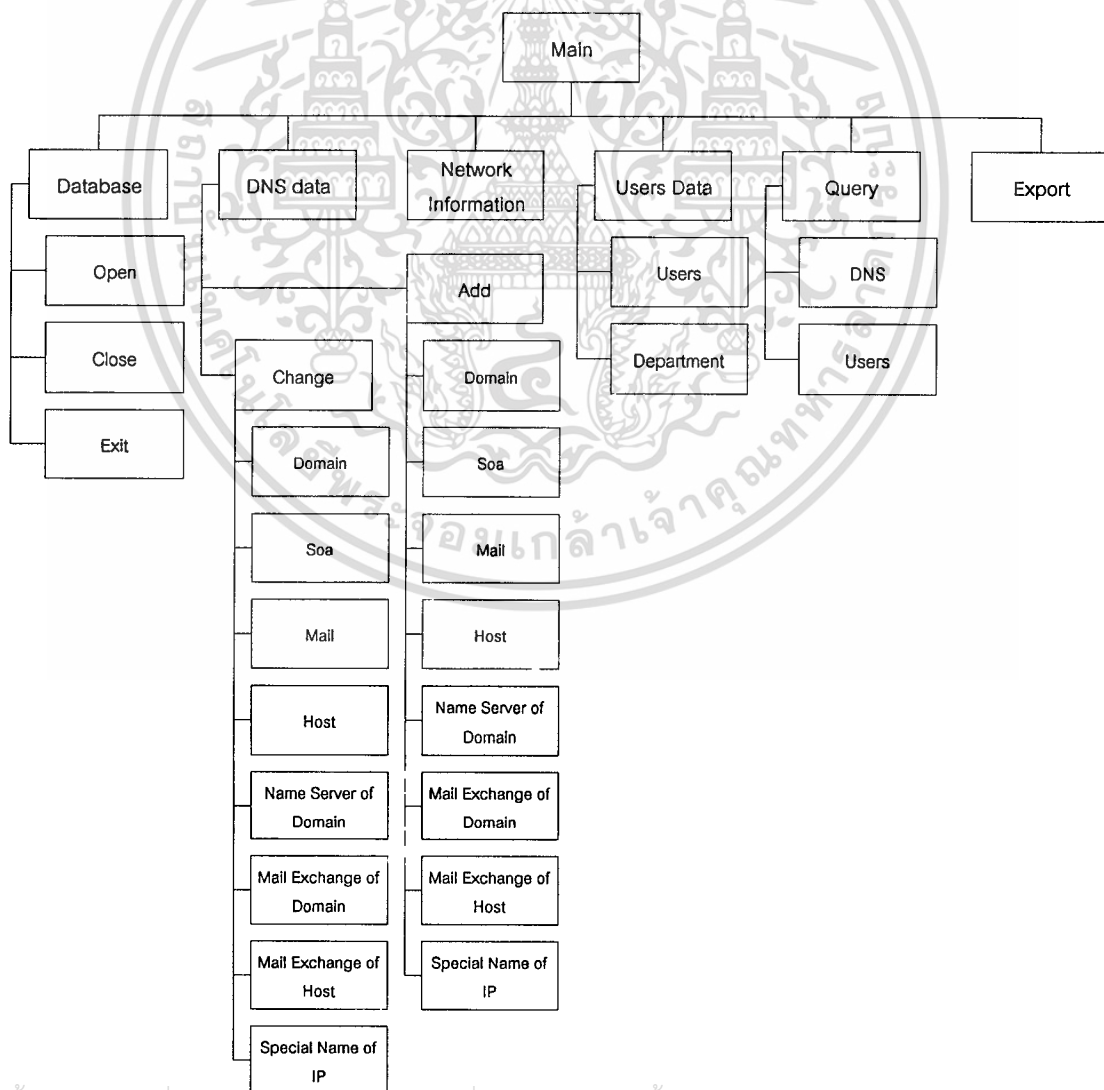 Main
Database
DNS data
Network
Information
Users Data
Query
Export
Open
Close
Exit
Add
Change
Users
Department
DNS
Users
Domain
Soa
Mail
Host
Name Server of
Domain
Mail Exchange of
Domain
Mail Exchange of
Host
Special Name of
IP
Domain
Soa
Mail
Host
Name Server of
Domain
Mail Exchange of
Domain
Mail Exchange of
Host
Special Name of
IP